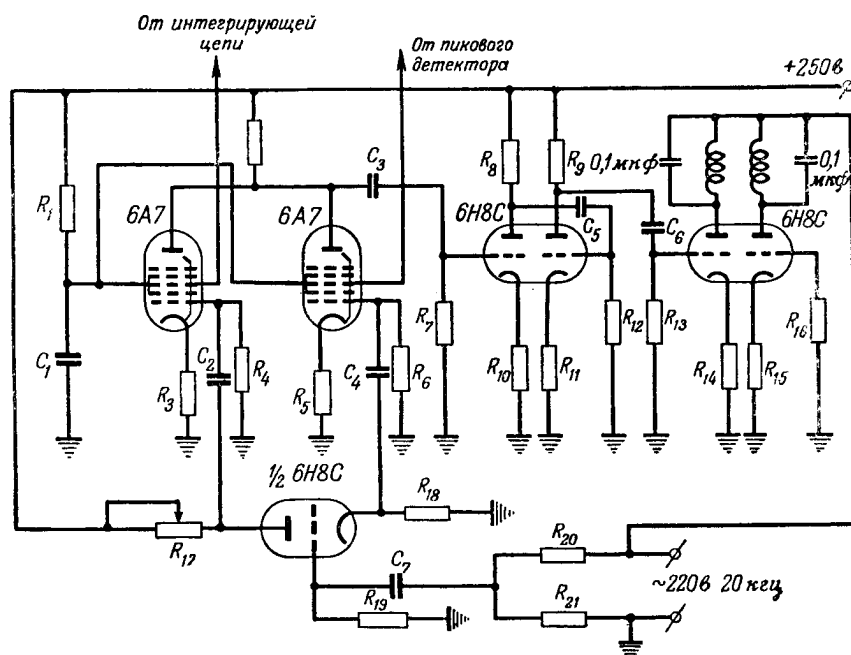 От интегрирующей
цепи
От пикового
детектора
+250в
C3
R8
R9
0,1 мкф
0,1
мкф
R1
6А7
6А7
6Н8С
C5
C6
6Н8С
R7
R12
R13
R16
C1
C2
R4
C4
R6
R3
R5
R10
R11
R14
R15
1/2 6Н8С
R18
R17
C7
R20
R19
~220в 20 кгц
R21